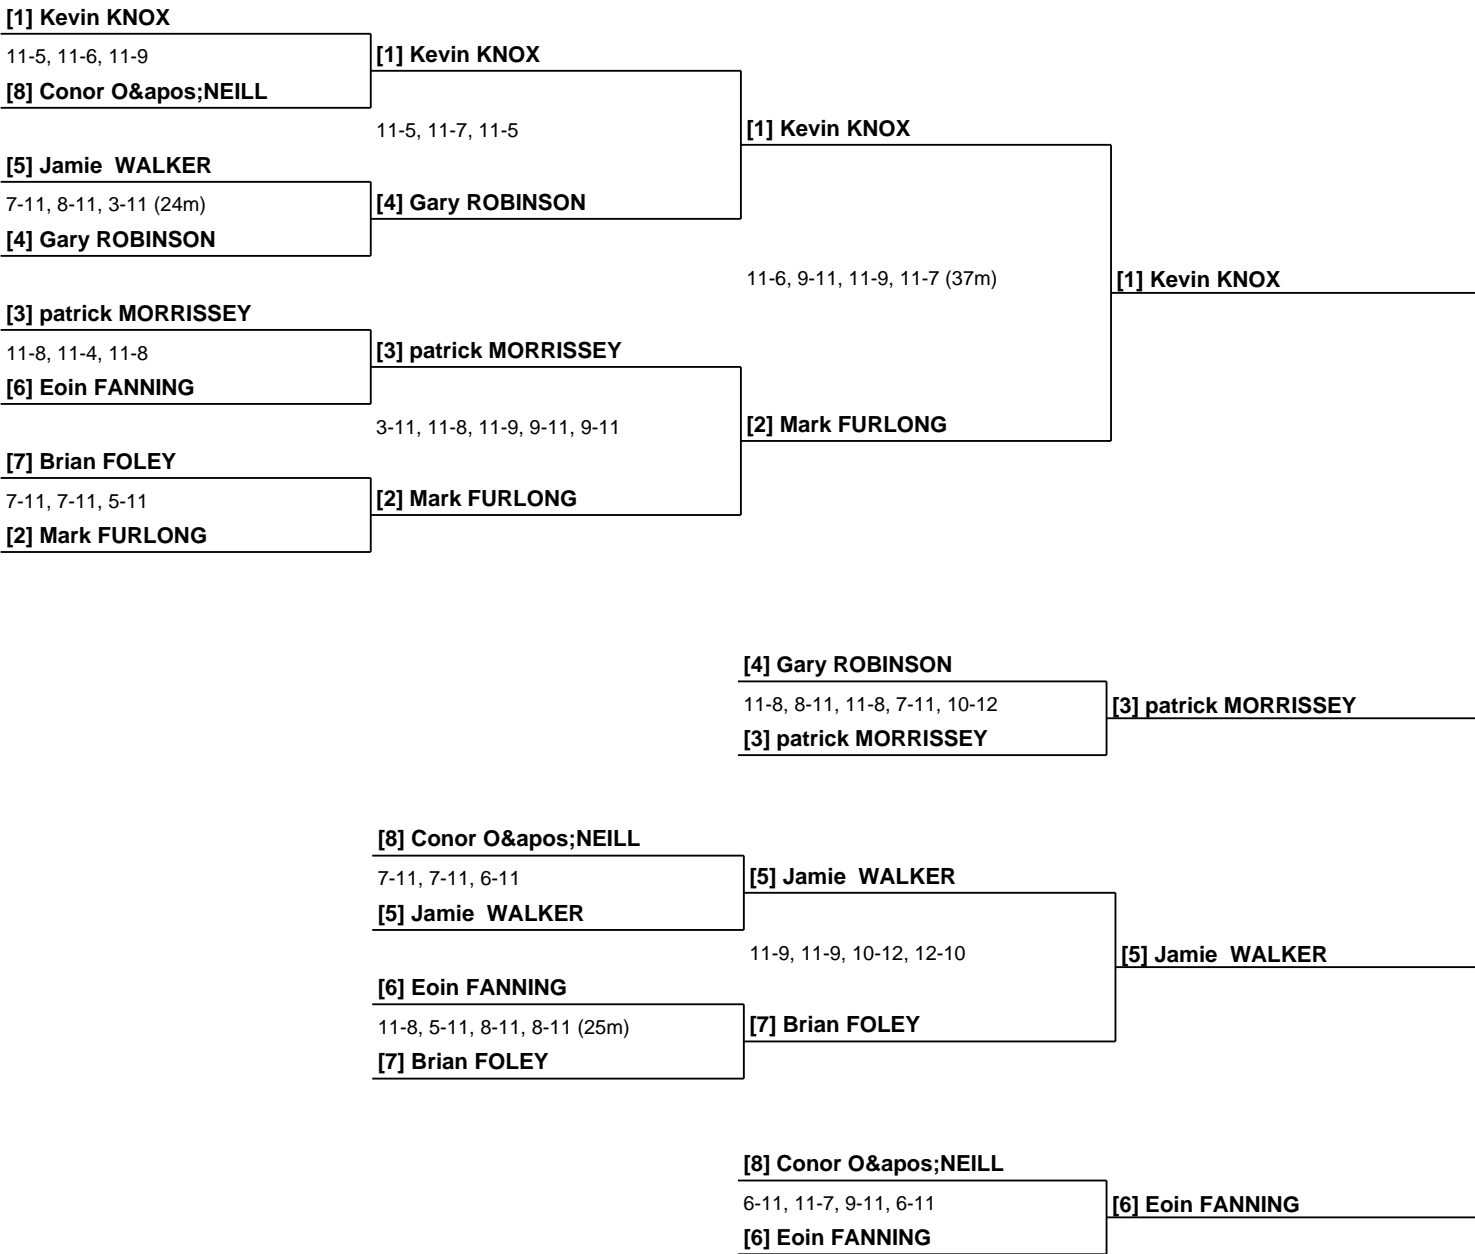 [1] Kevin KNOX
11-5, 11-6, 11-9
[8] Conor O&apos;NEILL
[1] Kevin KNOX
11-5, 11-7, 11-5
[5] Jamie  WALKER
7-11, 8-11, 3-11 (24m)
[4] Gary ROBINSON
[4] Gary ROBINSON
[1] Kevin KNOX
11-6, 9-11, 11-9, 11-7 (37m)
[1] Kevin KNOX
[3] patrick MORRISSEY
11-8, 11-4, 11-8
[6] Eoin FANNING
[3] patrick MORRISSEY
3-11, 11-8, 11-9, 9-11, 9-11
[2] Mark FURLONG
[7] Brian FOLEY
7-11, 7-11, 5-11
[2] Mark FURLONG
[2] Mark FURLONG
[4] Gary ROBINSON
11-8, 8-11, 11-8, 7-11, 10-12
[3] patrick MORRISSEY
[3] patrick MORRISSEY
[8] Conor O&apos;NEILL
7-11, 7-11, 6-11
[5] Jamie  WALKER
[5] Jamie  WALKER
11-9, 11-9, 10-12, 12-10
[5] Jamie  WALKER
[6] Eoin FANNING
11-8, 5-11, 8-11, 8-11 (25m)
[7] Brian FOLEY
[7] Brian FOLEY
[8] Conor O&apos;NEILL
6-11, 11-7, 9-11, 6-11
[6] Eoin FANNING
[6] Eoin FANNING